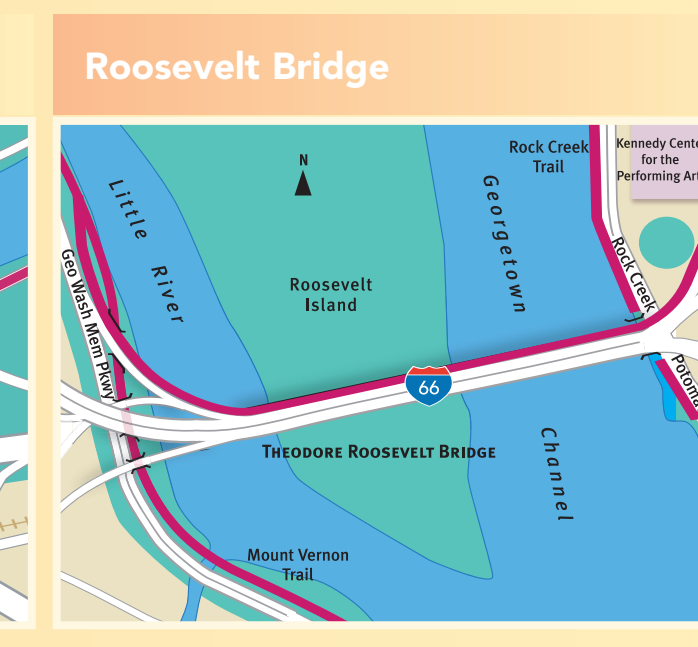 Roosevelt Bridge
N
Rock Creek
Trail
Kennedy Cente
for the
Performing Art
Little River
Georgetown
Channel
Roosevelt
Island
Geo Wash Mem Pkwy
Rock Creek
66
Potoma
THEODORE ROOSEVELT BRIDGE
Mount Vernon
Trail